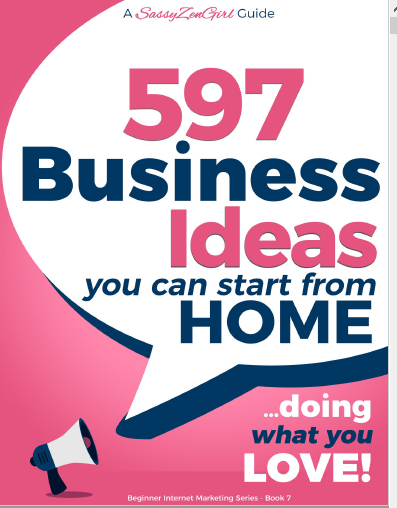 A SassyZenGirl Guide
597
Business
Ideas
you can start from
HOME
...doing
what you
LOVE!
Beginner Internet Marketing Series - Book 7